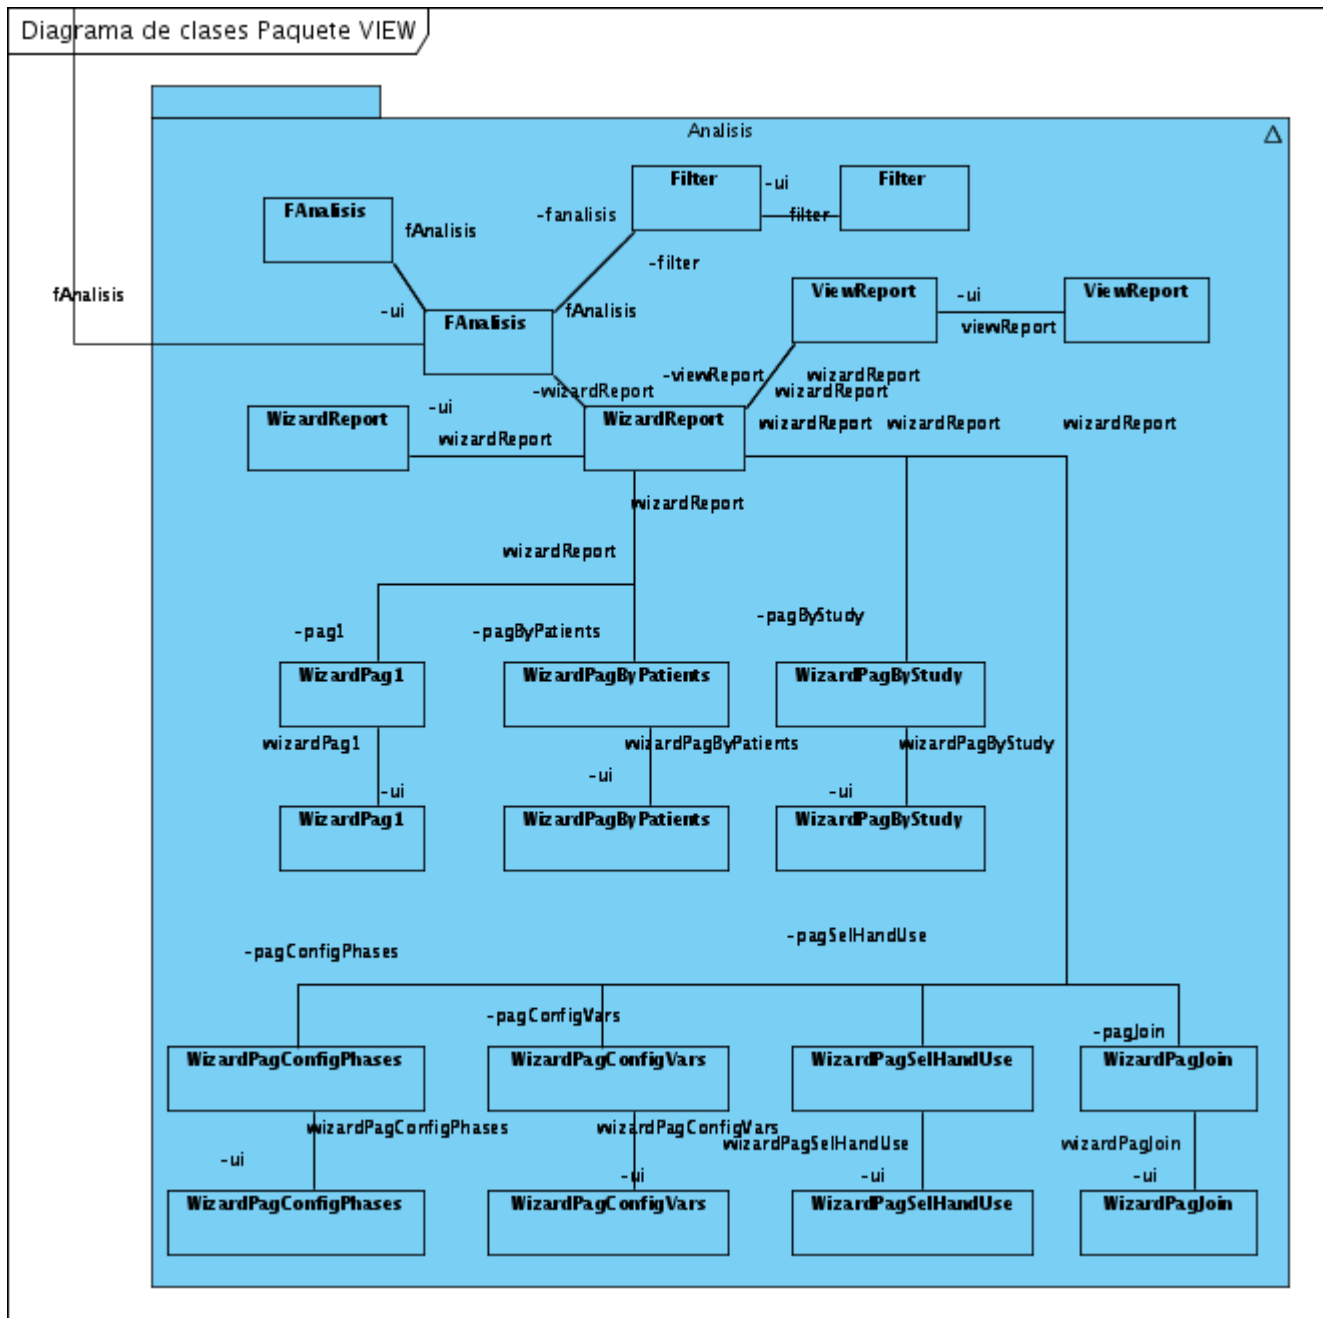 Diagrama de clases Paquete VIEW
Analisis
Filter
-ui
Filter
FAnalisis
fAnalisis
-fanalisis
filter
-filter
fAnalisis
-ui
FAnalisis
fAnalisis
ViewReport
-ui
ViewReport
viewReport
-viewReport
wizardReport
-wizardReport
wizardReport
WizardReport
-ui
wizardReport
WizardReport
wizardReport
wizardReport
wizardReport
wizardReport
wizardReport
-pag1
-pagByPatients
-pagByStudy
WizardPag1
WizardPagByPatients
WizardPagByStudy
wizardPag1
wizardPagByPatients
wizardPagByStudy
-ui
-ui
-ui
WizardPag1
WizardPagByPatients
WizardPagByStudy
-pagConfigPhases
-pagSelHandUse
-pagConfigVars
-pagJoin
WizardPagConfigPhases
WizardPagConfigVars
WizardPagSelHandUse
WizardPagJoin
wizardPagConfigPhases
wizardPagConfigVars
wizardPagSelHandUse
wizardPagJoin
-ui
-ui
-ui
-ui
WizardPagConfigPhases
WizardPagConfigVars
WizardPagSelHandUse
WizardPagJoin